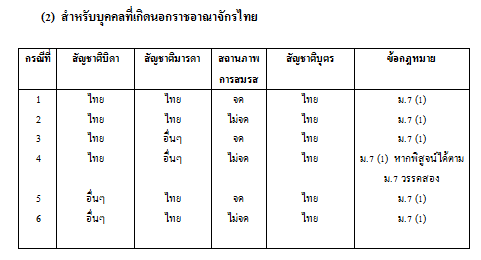 (2) สำหรับบุคคลที่เกิดนอกราชอาณาจักรไทย
กรณีที่ สัญชาติบิดา สัญชาติมารดา สถานภาพการสมรส สัญชาติบุตร ข้อกฎหมาย
1 ไทย ไทย จด ไทย ม.7 (1)
2 ไทย ไทย ไม่จด ไทย ม.7 (1)
3 ไทย อื่นๆ จด ไทย ม.7 (1)
4 ไทย อื่นๆ ไม่จด ไทย ม.7 (1) หากพิสูจน์ได้ตาม
ม.7 วรรคสอง
5 อื่นๆ ไทย จด ไทย ม.7 (1)
6 อื่นๆ ไทย ไม่จด ไทย ม.7 (1)